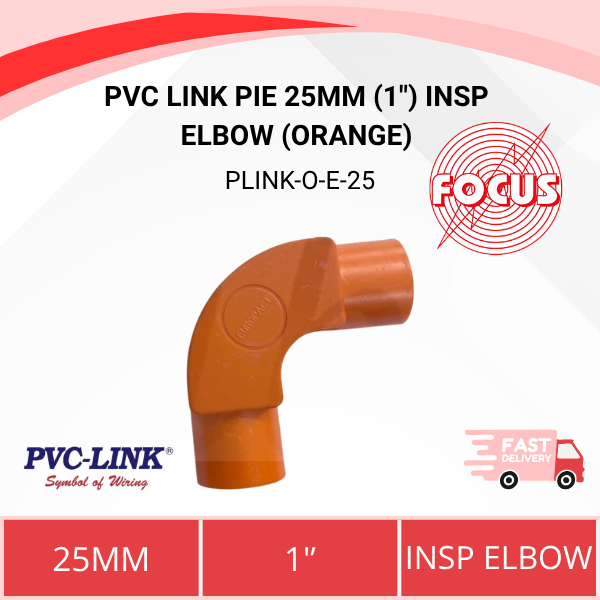 PVC LINK PIE 25MM (1") INSP
ELBOW (ORANGE)
PLINK-O-E-25
FOCUS
EUROPACT
PVC-LINK®
Symbol of Wiring
FAST
DELIVERY
25MM
1"
INSP ELBOW